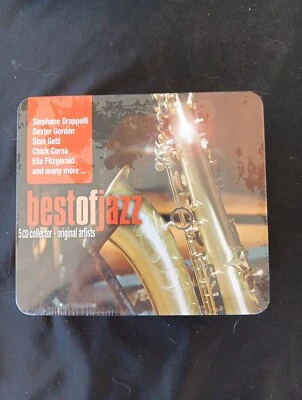 Stephane Grappelli
Dexter Gordon
Stan Getz
Chick Corea
Ella Fitzgerald
and many more ...
bestofjazz
5 CD collector - original artists